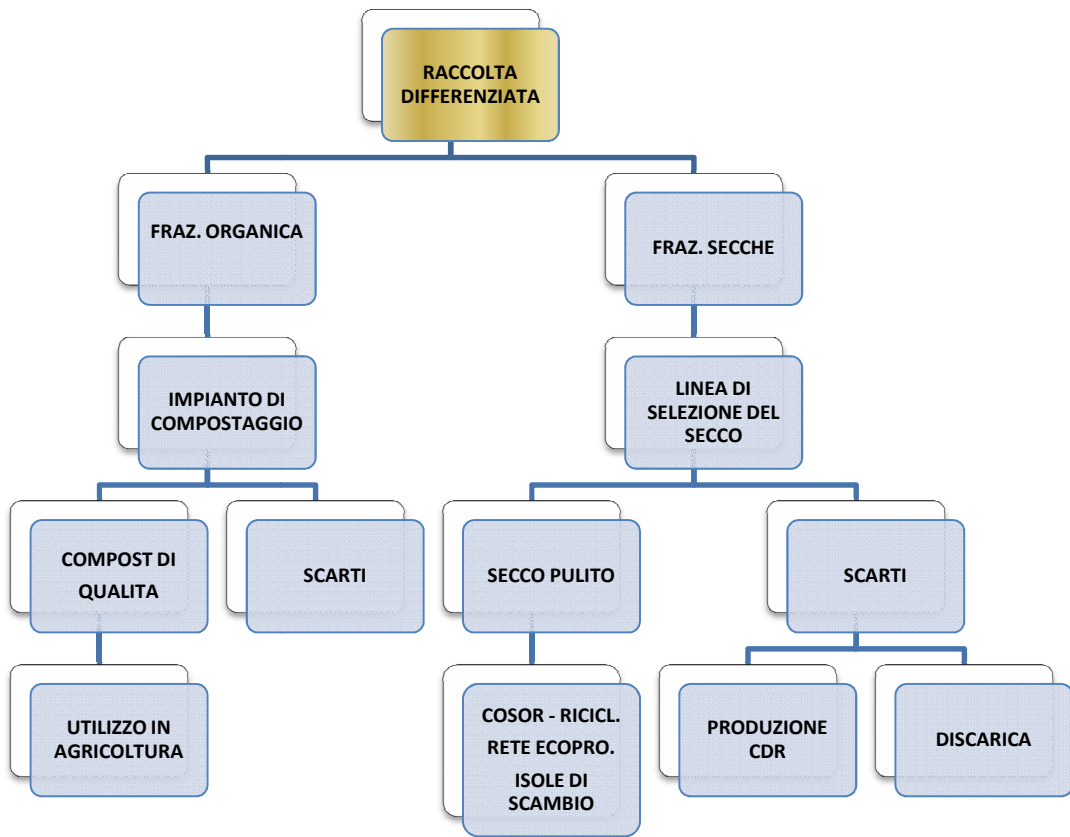 RACCOLTA
DIFFERENZIATA
FRAZ. ORGANICA
FRAZ. SECCHE
IMPIANTO DI
COMPOSTAGGIO
LINEA DI
SELEZIONE DEL
SECCO
COMPOST DI
QUALITA
SCARTI
SECCO PULITO
SCARTI
UTILIZZO IN
AGRICOLTURA
COSOR - RICICL.
RETE ECOPRO.
ISOLE DI
SCAMBIO
PRODUZIONE
CDR
DISCARICA